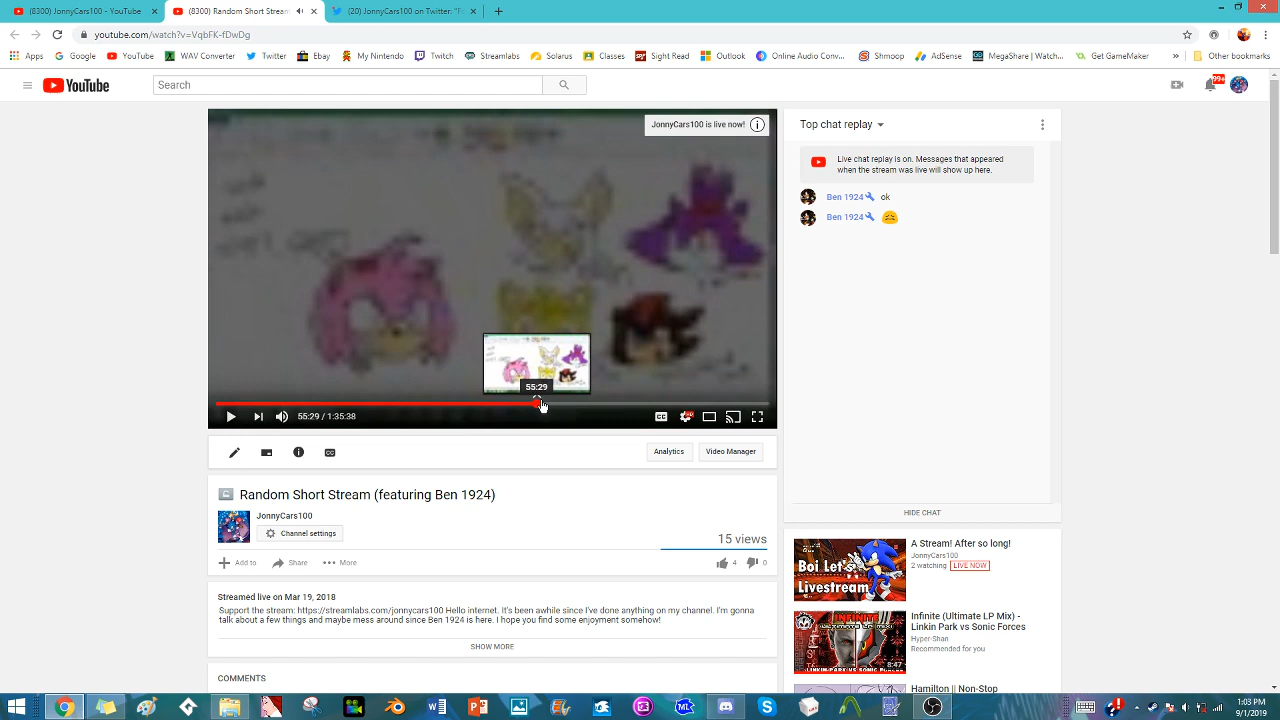 (8300) JonnyCars100 - YouTube
(8300) Random Short Stream
(20) JonnyCars100 on Twitter: "Fo
youtube.com/watch?v=VqbFK-fDwDg
Apps Google YouTube WAV Converter Twitter Ebay My Nintendo Twitch Streamlabs Solarus Classes Sight Read Outlook Online Audio Conv... Shmoop AdSense MegaShare | Watch... Get GameMaker » Other bookmarks
YouTube
Search
99+
JonnyCars100 is live now!
55:29
55:29 / 1:35:38
CC
HD
Top chat replay
Live chat replay is on. Messages that appeared
when the stream was live will show up here.
Ben 1924 ok
Ben 1924
HIDE CHAT
CC
Analytics
Video Manager
Random Short Stream (featuring Ben 1924)
JonnyCars100
Channel settings
15 views
Add to Share More
4 0
Streamed live on Mar 19, 2018
Support the stream: https://streamlabs.com/jonnycars100 Hello internet. It's been awhile since I've done anything on my channel. I'm gonna
talk about a few things and maybe mess around since Ben 1924 is here. I hope you find some enjoyment somehow!
SHOW MORE
COMMENTS
Boi Let's
Livestream
A Stream! After so long!
JonnyCars100
2 watching LIVE NOW
INFINITE
8:47
Infinite (Ultimate LP Mix) -
Linkin Park vs Sonic Forces
Hyper-Shan
Recommended for you
Hamilton || Non-Stop
1:03 PM
9/1/2019